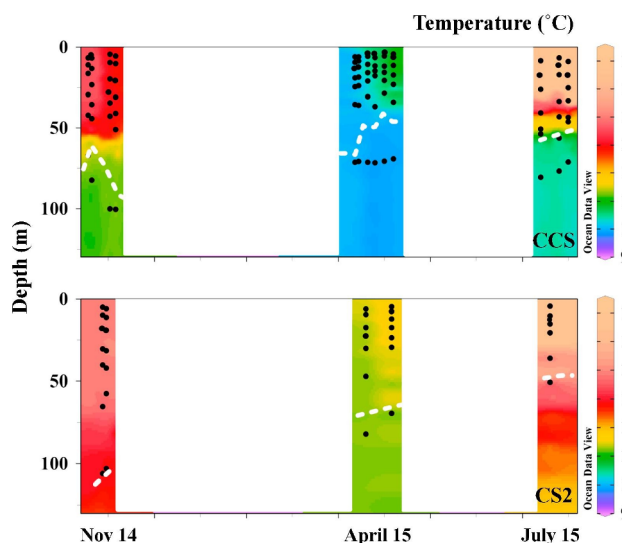 Temperature (˚C)
0
50
100
CCS
Ocean Data View
Depth (m)
0
50
100
CS2
Ocean Data View
Nov 14
April 15
July 15